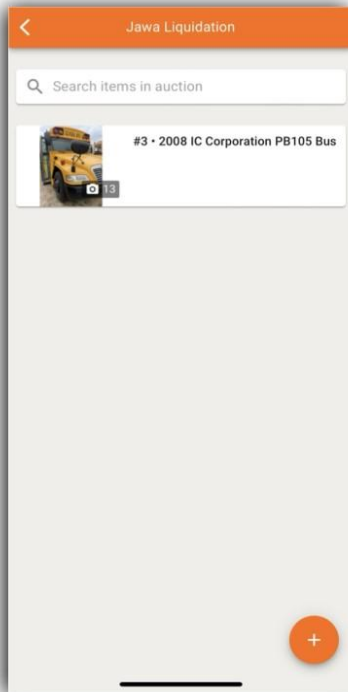 Jawa Liquidation
Search items in auction
#3 • 2008 IC Corporation PB105 Bus
13